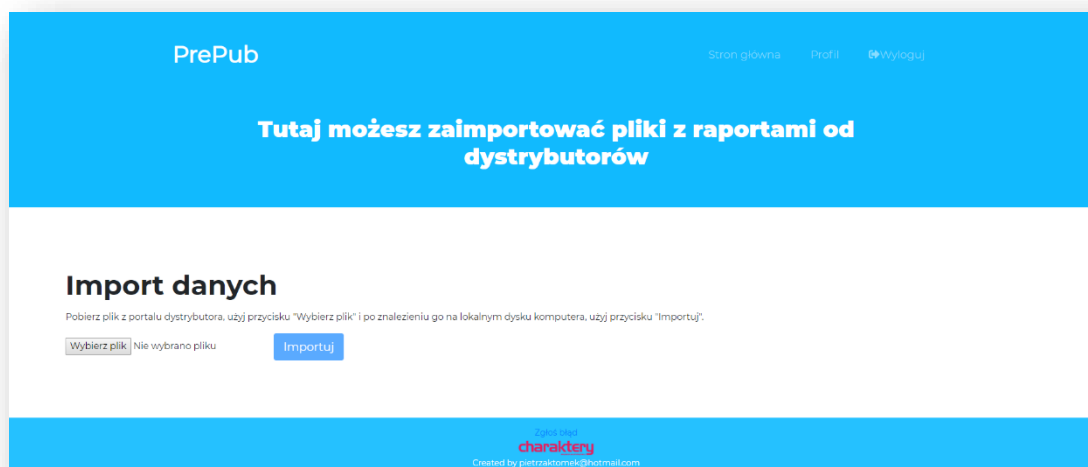 PrePub
Stron główna Profil Wyloguj
Tutaj możesz zaimportować pliki z raportami od
dystrybutorów
Import danych
Pobierz plik z portalu dystrybutora, użyj przycisku "Wybierz plik" i po znalezieniu go na lokalnym dysku komputera, użyj przycisku "Importuj".
Wybierz plik Nie wybrano pliku Importuj
Zgłoś błąd
charaktery
Created by pietrzaktomek@hotmail.com